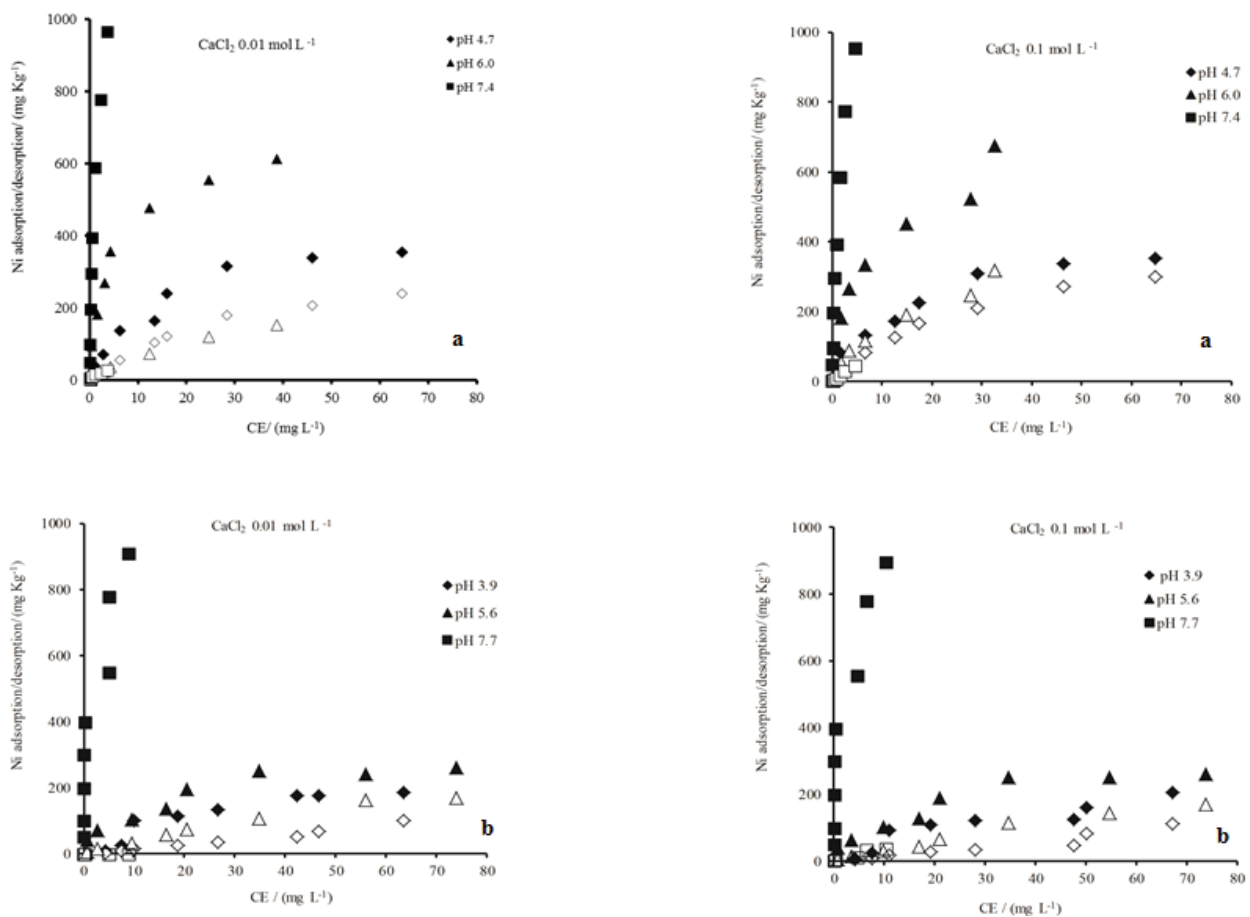 CaCl₂ 0.01 mol L⁻¹
pH 4.7
pH 6.0
pH 7.4
Ni adsorption/desorption/ (mg Kg⁻¹)
1000
800
600
400
200
0
0 10 20 30 40 50 60 70 80
CE/ (mg L⁻¹)
a
CaCl₂ 0.1 mol L⁻¹
pH 4.7
pH 6.0
pH 7.4
Ni adsorption/desorption/ (mg Kg⁻¹)
1000
800
600
400
200
0
0 10 20 30 40 50 60 70 80
CE / (mg L⁻¹)
a
CaCl₂ 0.01 mol L⁻¹
pH 3.9
pH 5.6
pH 7.7
Ni adsorption/desorption/ (mg Kg⁻¹)
1000
800
600
400
200
0
0 10 20 30 40 50 60 70 80
CE / (mg L⁻¹)
b
CaCl₂ 0.1 mol L⁻¹
pH 3.9
pH 5.6
pH 7.7
Ni adsorption/desorption/ (mg Kg⁻¹)
1000
800
600
400
200
0
0 10 20 30 40 50 60 70 80
CE / (mg L⁻¹)
b